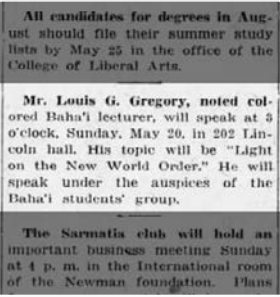 All candidates for degrees in Aug-
ust should file their summer study
lists by May 25 in the office of the
College of Liberal Arts.
Mr. Louis G. Gregory, noted col-
ored Baha'i lecturer, will speak at 3
o'clock, Sunday, May 20, in 202 Lin-
coln hall. His topic will be "Light
on the New World Order." He will
speak under the auspices of the
Baha'i students' group.
The Sarmatia club will hold an
important business meeting Sunday
at 4 p. m. in the International room
of the Newman foundation. Plans